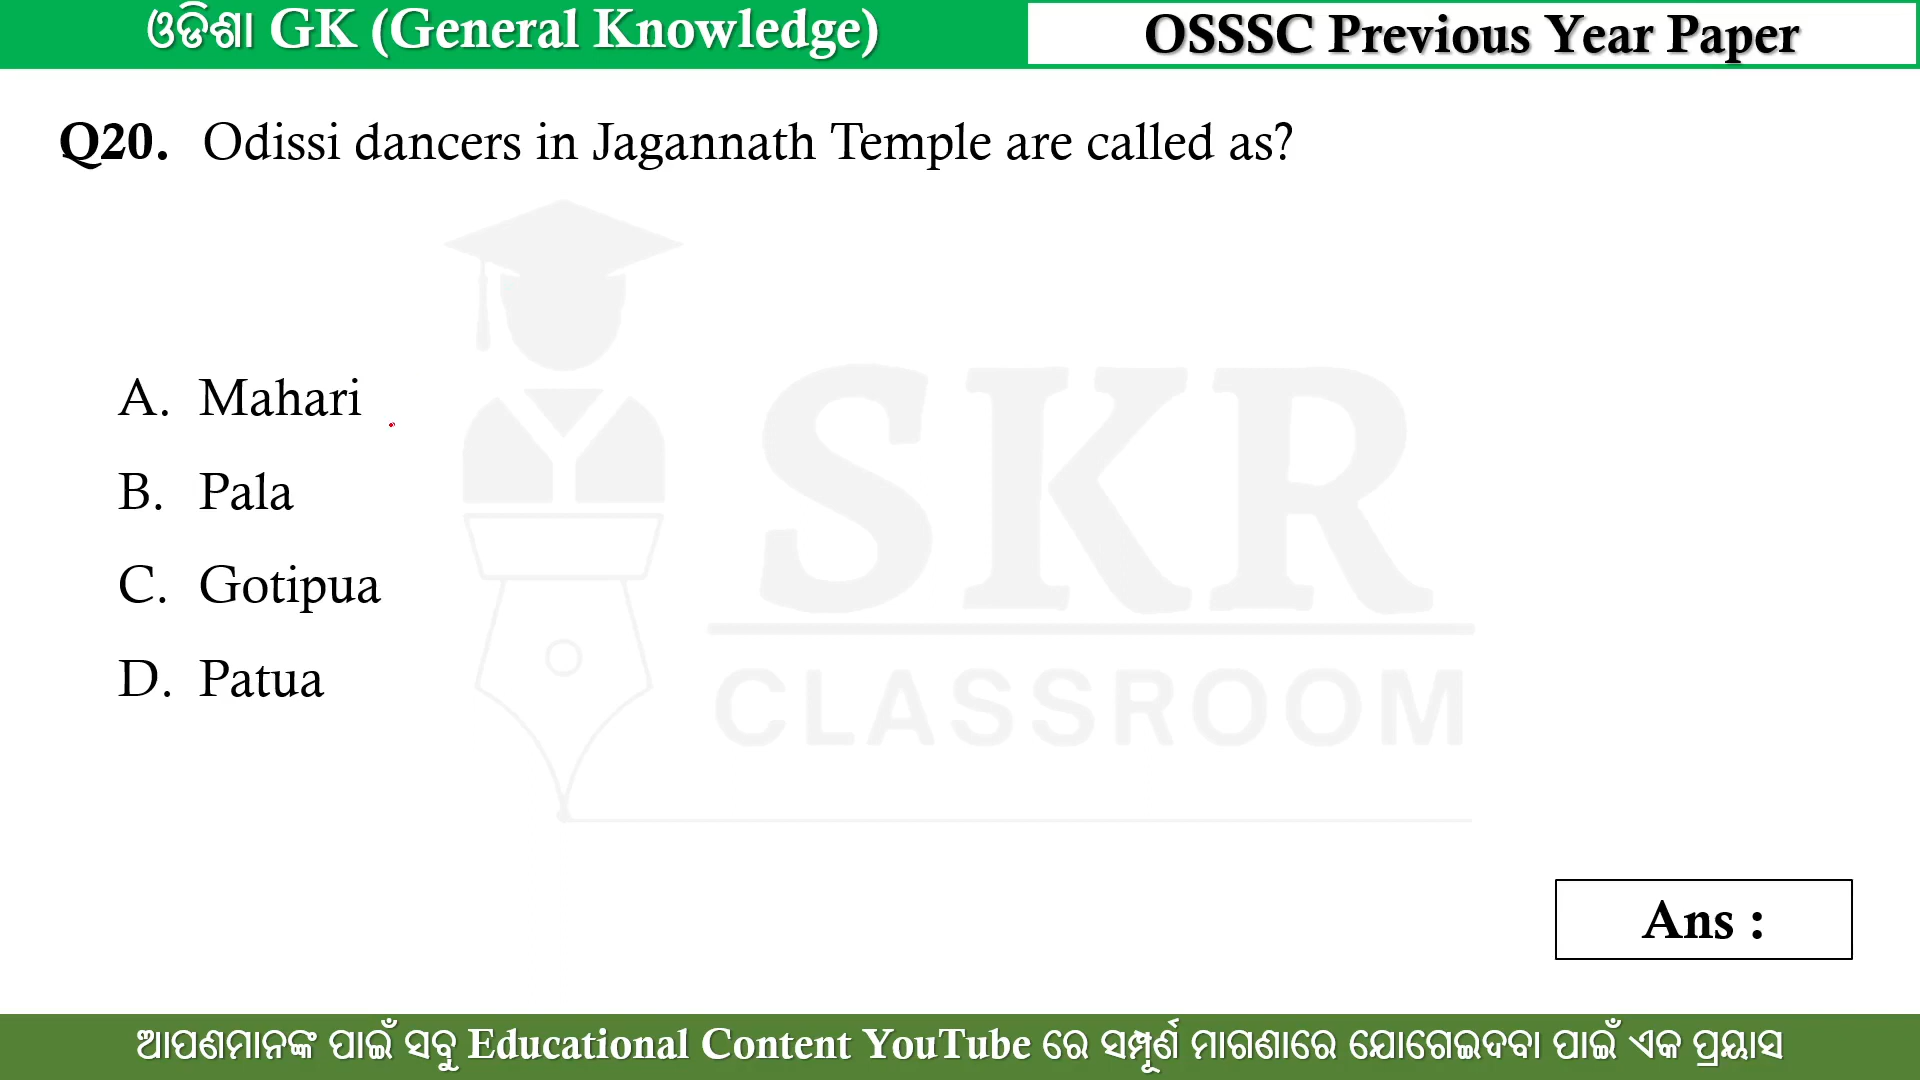 ଓଡିଶା GK (General Knowledge)
OSSSC Previous Year Paper
Q20. Odissi dancers in Jagannath Temple are called as?
A. Mahari
B. Pala
C. Gotipua
D. Patua
SKR
CLASSROOM
Ans :
ଆପଣମାନଙ୍କ ପାଇଁ ସବୁ Educational Content YouTube ରେ ସମ୍ପୂର୍ଣ ମାଗଣାରେ ଯୋଗେଇଦବା ପାଇଁ ଏକ ପ୍ରୟାସ